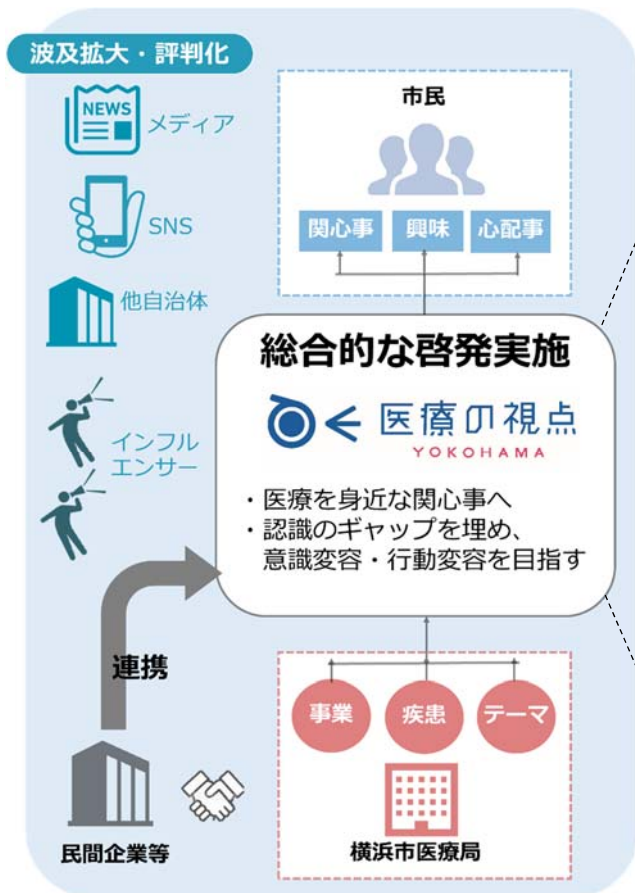 波及拡大・評判化
NEWS
メディア
SNS
他自治体
インフル
エンサー
市民
関心事
興味
心配事
総合的な啓発実施
医療の視点
YOKOHAMA
・医療を身近な関心事へ
・認識のギャップを埋め、
意識変容・行動変容を目指す
連携
民間企業等
事業
疾患
テーマ
横浜市医療局